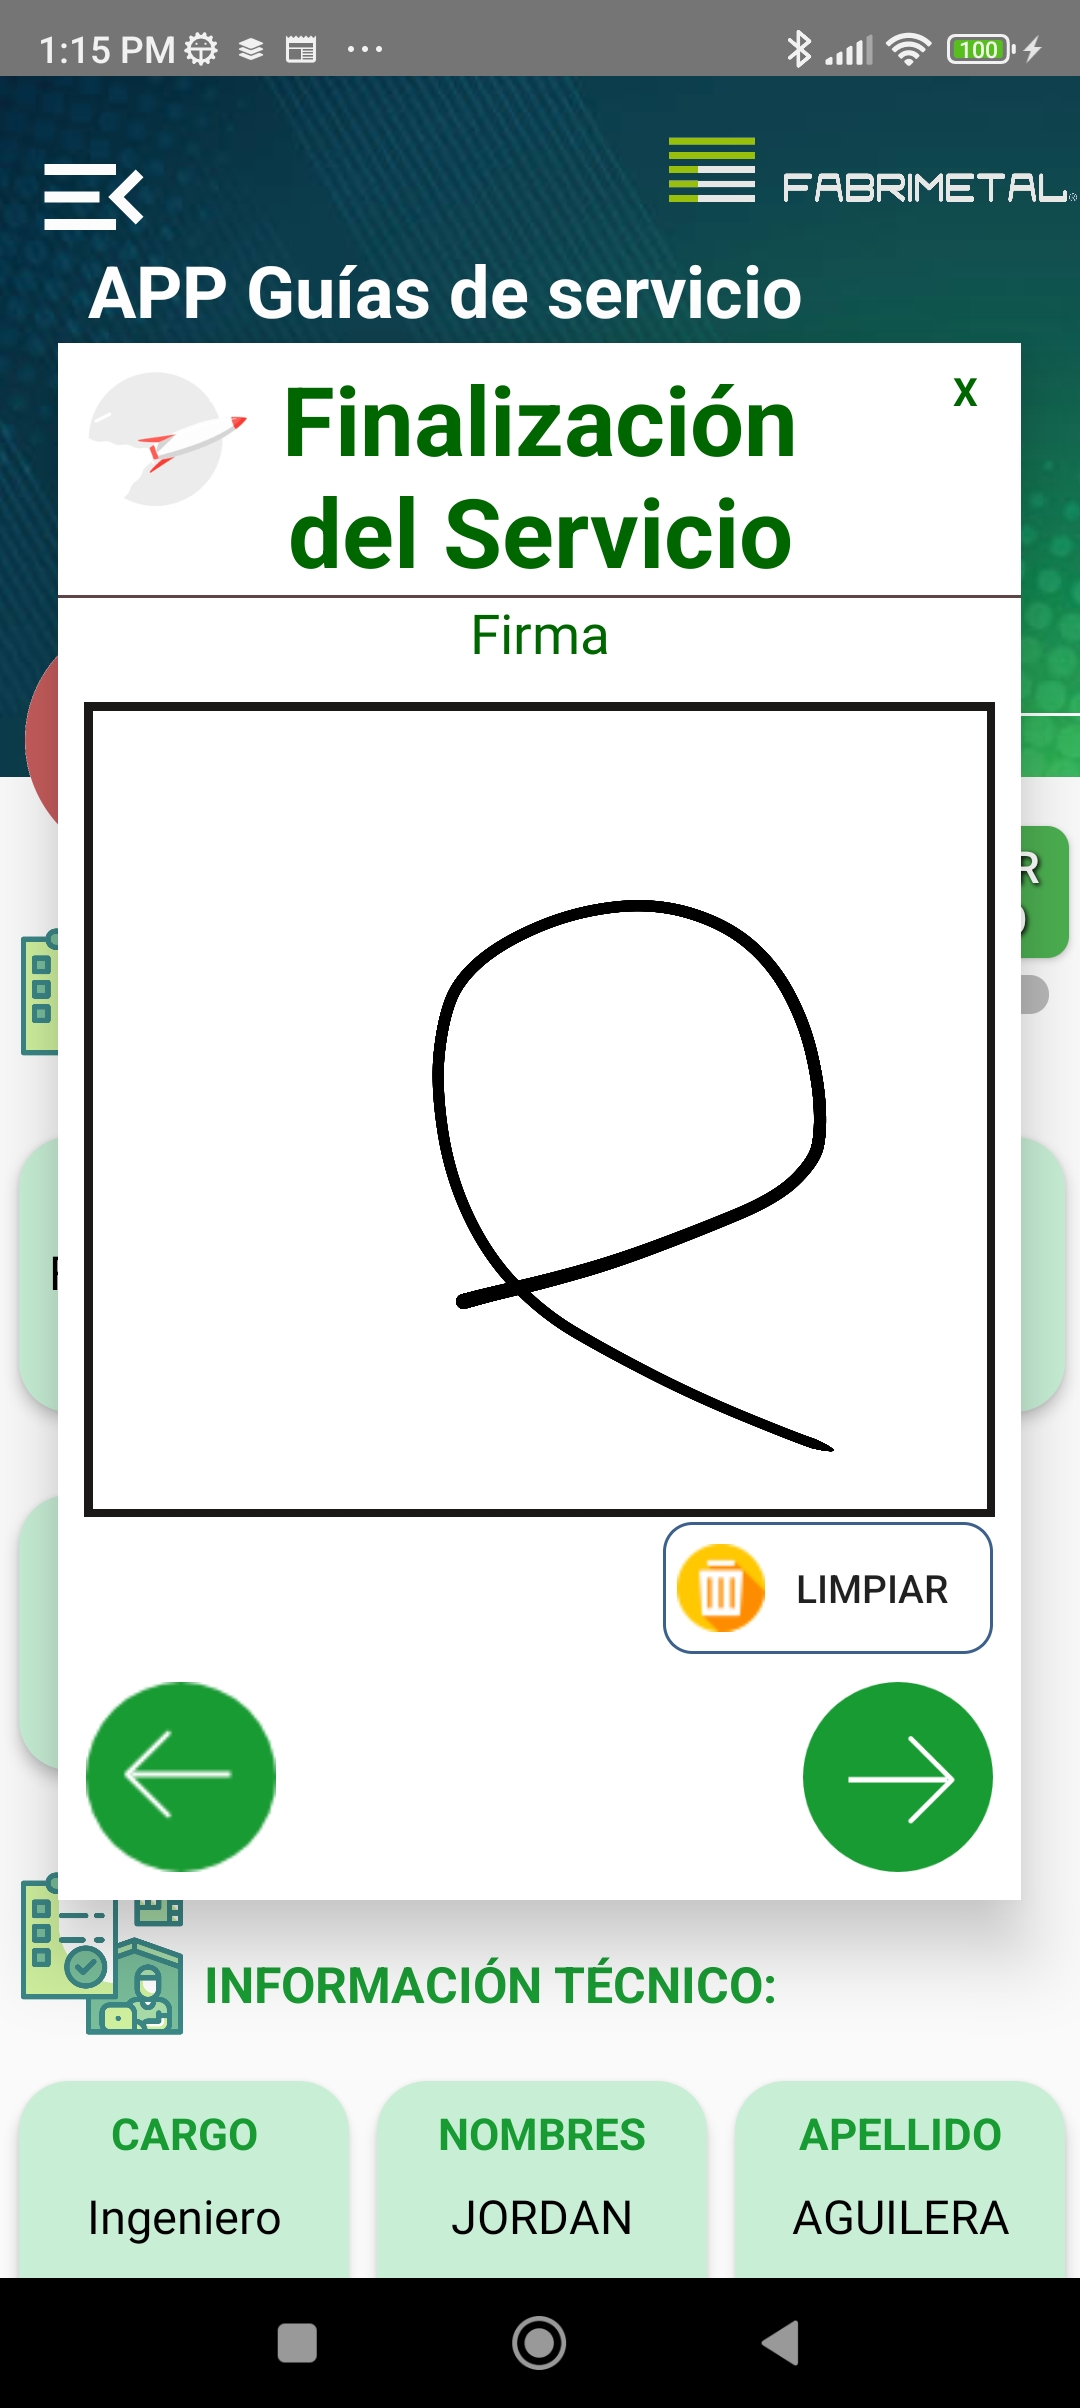 1:15 PM
100
FABRIMETAL
APP Guías de servicio
Finalización
del Servicio
X
Firma
R
LIMPIAR
INFORMACIÓN TÉCNICO:
CARGO
Ingeniero
NOMBRES
JORDAN
APELLIDO
AGUILERA